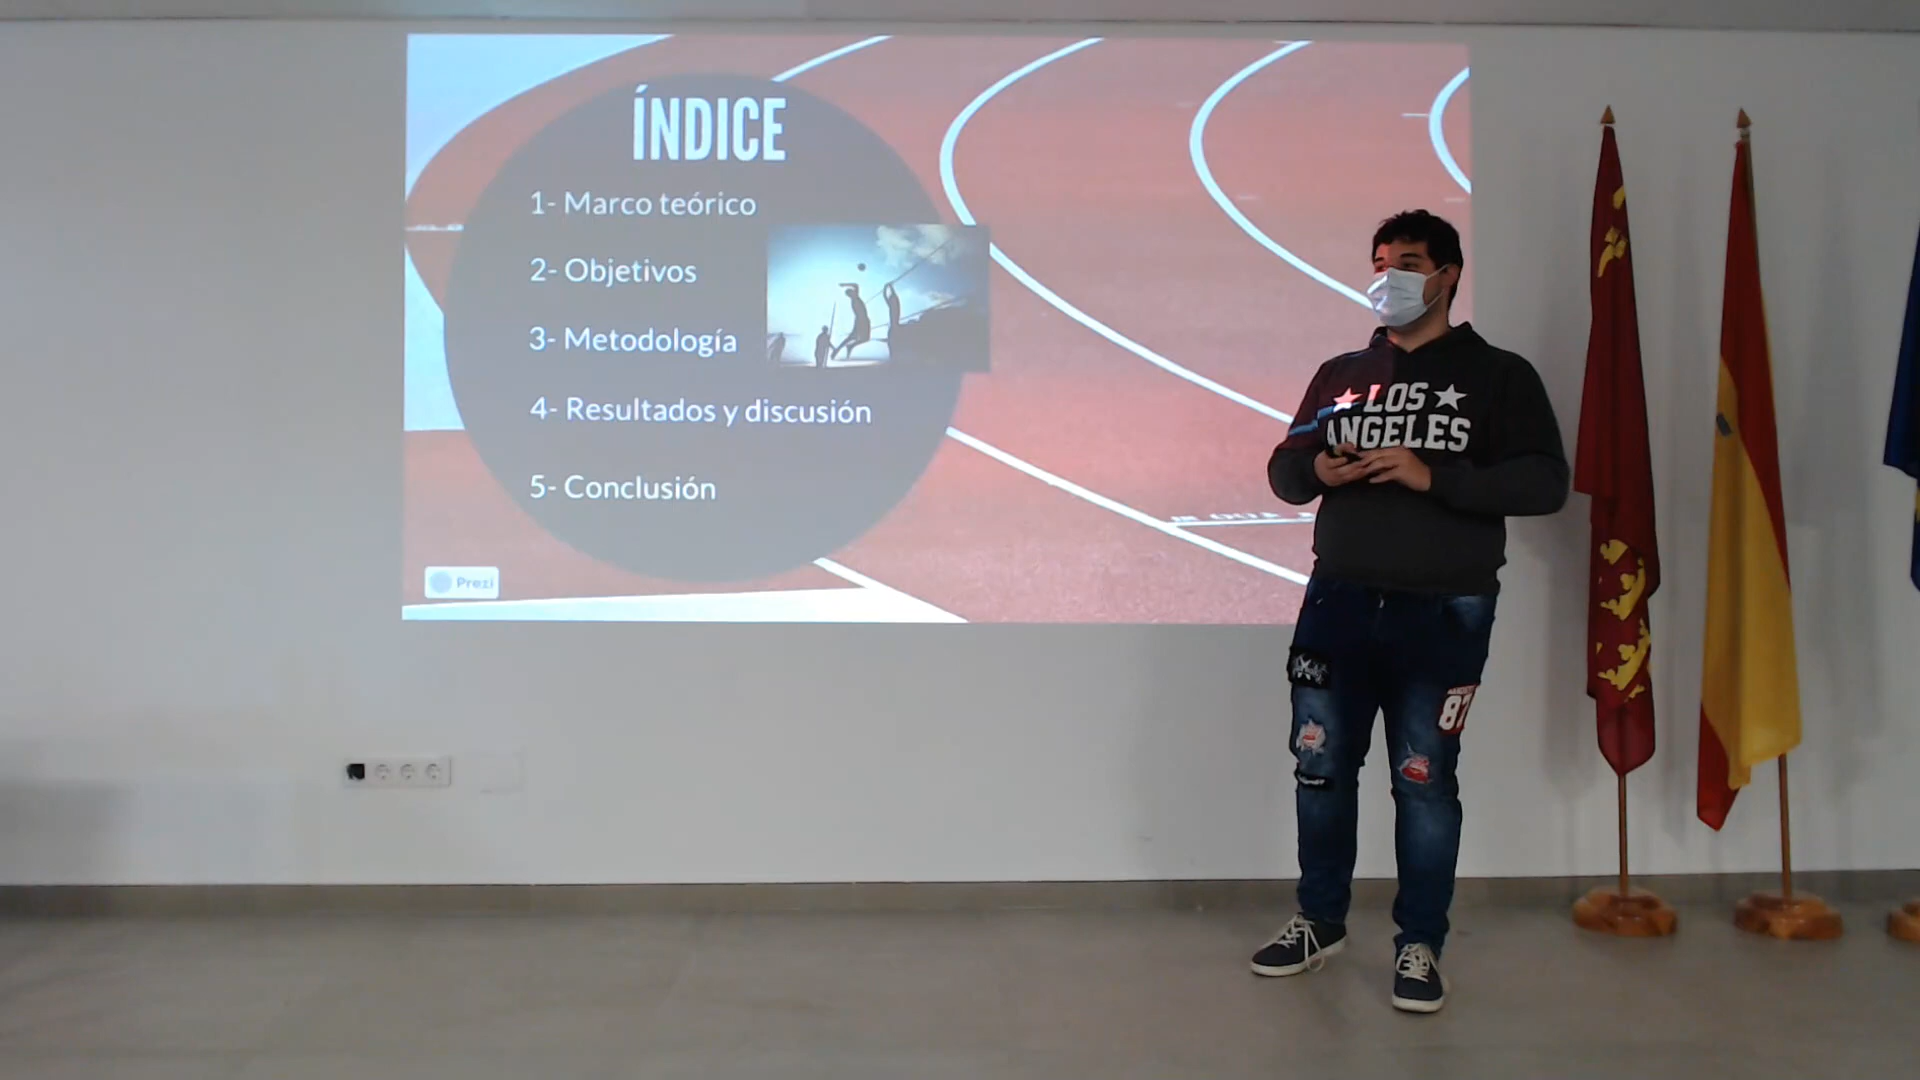 ÍNDICE
1- Marco teórico
2- Objetivos
3- Metodología
4- Resultados y discusión
5- Conclusión
Prezi
LOS
ANGELES
87